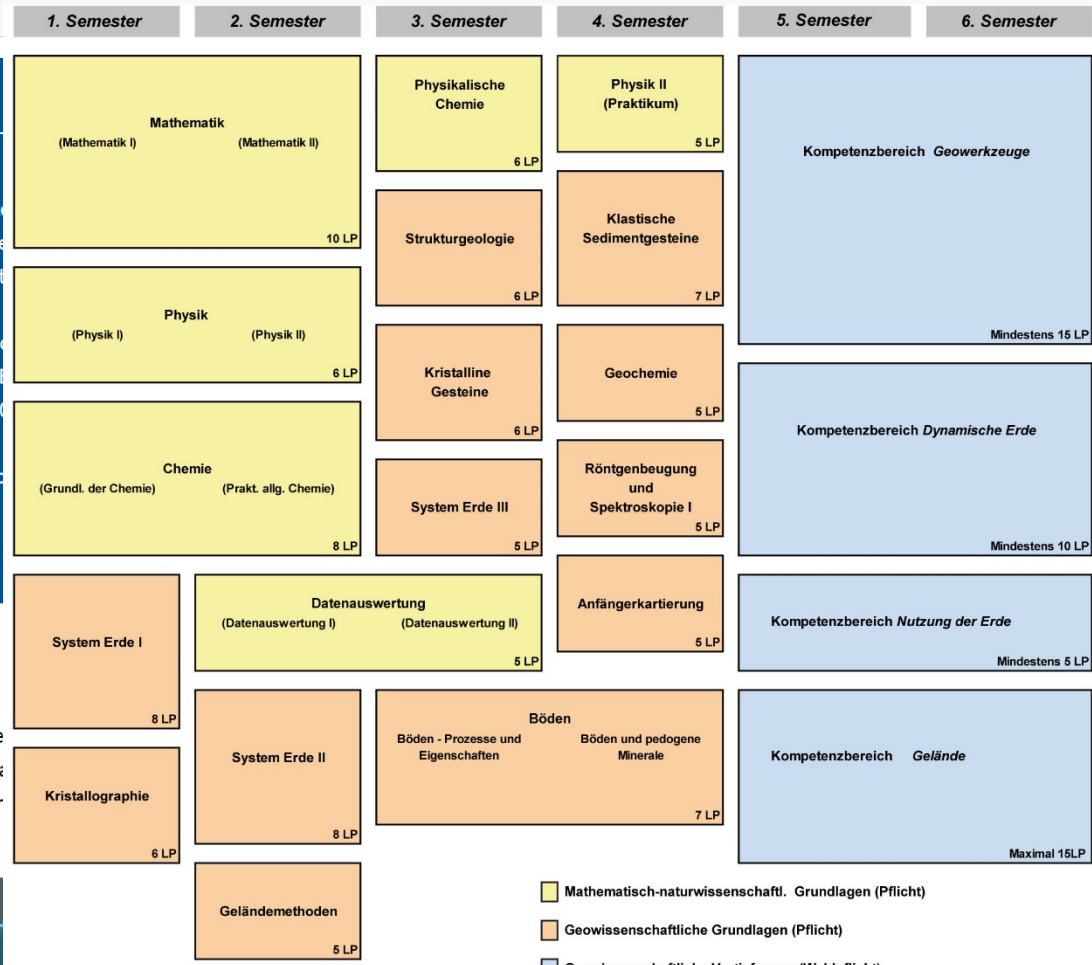 1. Semester
2. Semester
3. Semester
4. Semester
5. Semester
6. Semester
Mathematik
(Mathematik I)
(Mathematik II)
10 LP
Physik
(Physik I)
(Physik II)
6 LP
Chemie
(Grundl. der Chemie)
(Prakt. allg. Chemie)
8 LP
System Erde I
8 LP
Kristallographie
6 LP
Datenauswertung
(Datenauswertung I)
(Datenauswertung II)
5 LP
System Erde II
8 LP
Geländemethoden
5 LP
Physikalische
Chemie
6 LP
Strukturgeologie
6 LP
Kristalline
Gesteine
6 LP
System Erde III
5 LP
Böden
Böden - Prozesse und
Eigenschaften
Böden und pedogene
Minerale
7 LP
Physik II
(Praktikum)
5 LP
Klastische
Sedimentgesteine
7 LP
Geochemie
5 LP
Röntgenbeugung
und
Spektroskopie I
5 LP
Anfängerkartierung
5 LP
Kompetenzbereich Geowerkzeuge
Mindestens 15 LP
Kompetenzbereich Dynamische Erde
Mindestens 10 LP
Kompetenzbereich Nutzung der Erde
Mindestens 5 LP
Kompetenzbereich Gelände
Maximal 15LP
Mathematisch-naturwissenschaftl. Grundlagen (Pflicht)
Geowissenschaftliche Grundlagen (Pflicht)